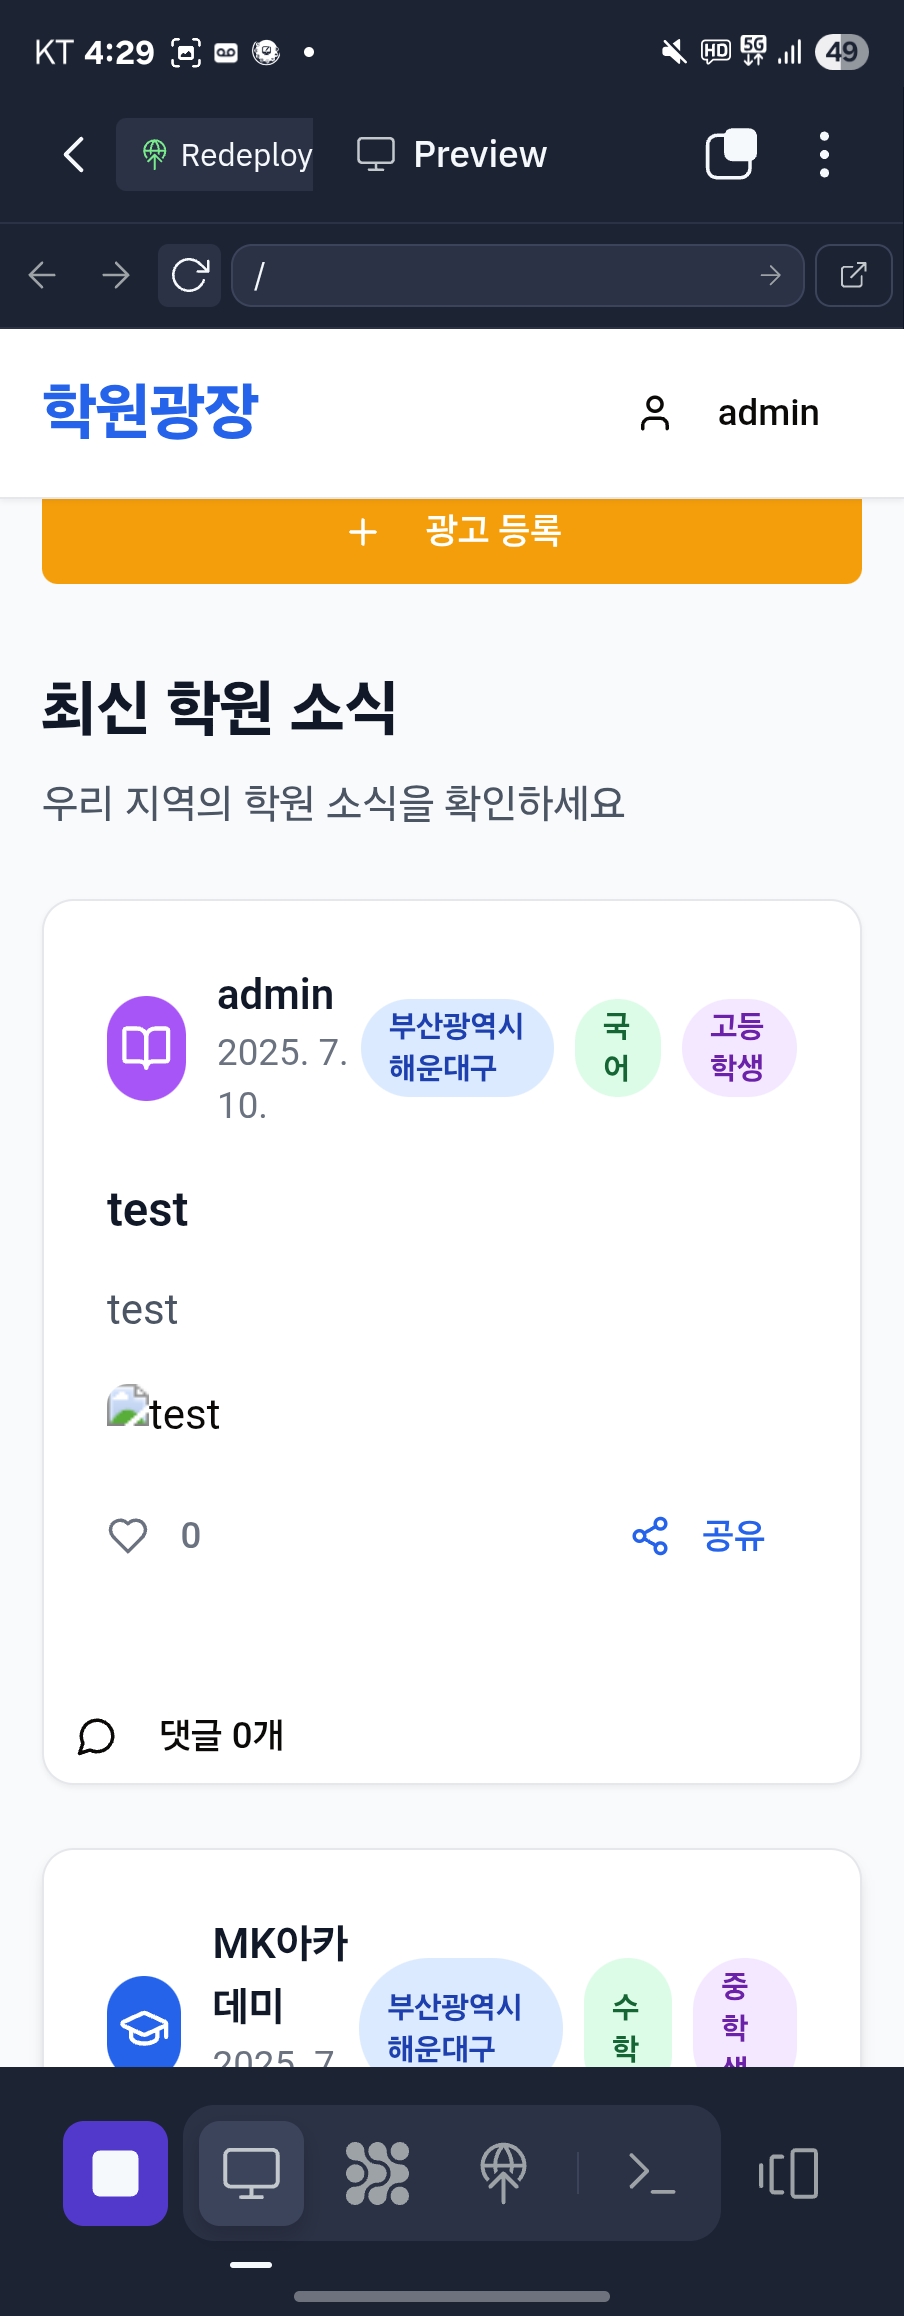 KT 4:29 HD 5G 49
Redeploy Preview
/
학원광장 admin
광고 등록
최신 학원 소식
우리 지역의 학원 소식을 확인하세요
admin
2025. 7.
10.
부산광역시
해운대구
국
어
고등
학생
test
test
test
0 공유
댓글 0개
MK아카
데미
2025. 7
부산광역시
해운대구
수
학
중
학
생